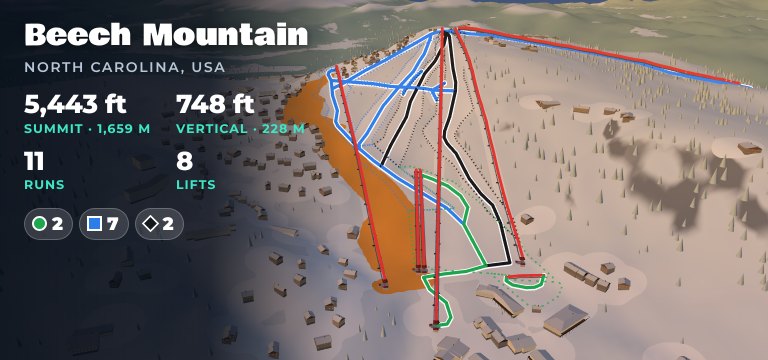 Beech Mountain
NORTH CAROLINA, USA
5,443 ft 748 ft
SUMMIT · 1,659 M VERTICAL · 228 M
11 8
RUNS LIFTS
2 7 2